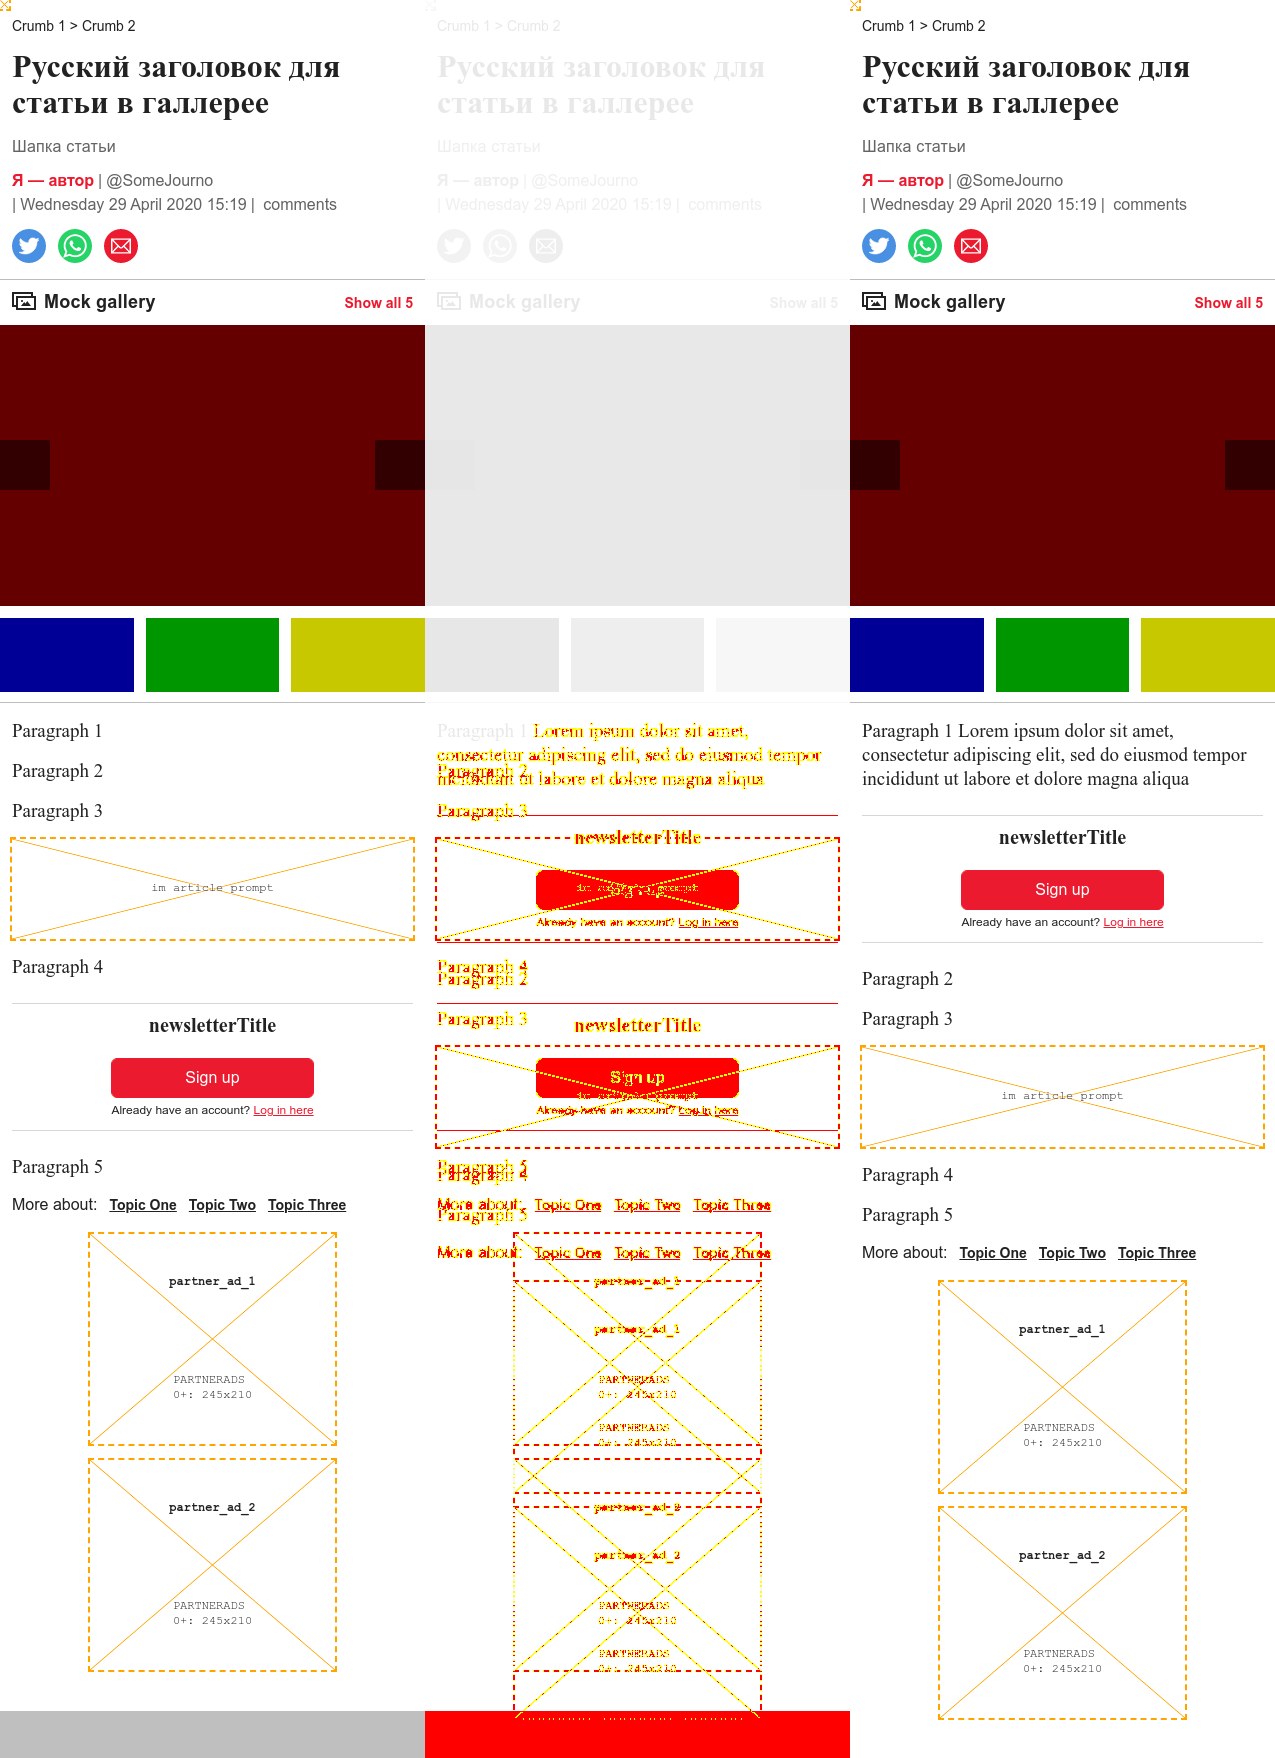 Crumb 1 > Crumb 2
Русский заголовок для
статьи в галлерее
Шапка статьи
Я — автор | @SomeJourno
| Wednesday 29 April 2020 15:19 | comments
Mock gallery
Show all 5
Paragraph 1
Paragraph 2
Paragraph 3
im article prompt
Paragraph 4
newsletterTitle
Sign up
Already have an account? Log in here
Paragraph 5
More about: Topic One Topic Two Topic Three
partner_ad_1
PARTNERADS
0+: 245x210
partner_ad_2
PARTNERADS
0+: 245x210
Crumb 1 > Crumb 2
Русский заголовок для
статьи в галлерее
Шапка статьи
Я — автор | @SomeJourno
| Wednesday 29 April 2020 15:19 | comments
Mock gallery
Show all 5
Paragraph 1 Lorem ipsum dolor sit amet,
consectetur adipiscing elit, sed do eiusmod tempor
Paragraph 2
incididunt ut labore et dolore magna aliqua
Paragraph 3
newsletterTitle
Sign up
im article prompt
Already have an account? Log in here
Paragraph 4
Paragraph 2
Paragraph 3
newsletterTitle
Sign up
im article prompt
Already have an account? Log in here
Paragraph 5
Paragraph 4
More about: Topic One Topic Two Topic Three
Paragraph 5
More about: Topic One Topic Two Topic Three
partner_ad_1
partner_ad_1
PARTNERADS
0+: 245x210
PARTNERADS
0+: 245x210
partner_ad_2
partner_ad_2
PARTNERADS
0+: 245x210
PARTNERADS
0+: 245x210
Crumb 1 > Crumb 2
Русский заголовок для
статьи в галлерее
Шапка статьи
Я — автор | @SomeJourno
| Wednesday 29 April 2020 15:19 | comments
Mock gallery
Show all 5
Paragraph 1 Lorem ipsum dolor sit amet,
consectetur adipiscing elit, sed do eiusmod tempor
incididunt ut labore et dolore magna aliqua
newsletterTitle
Sign up
Already have an account? Log in here
Paragraph 2
Paragraph 3
im article prompt
Paragraph 4
Paragraph 5
More about: Topic One Topic Two Topic Three
partner_ad_1
PARTNERADS
0+: 245x210
partner_ad_2
PARTNERADS
0+: 245x210